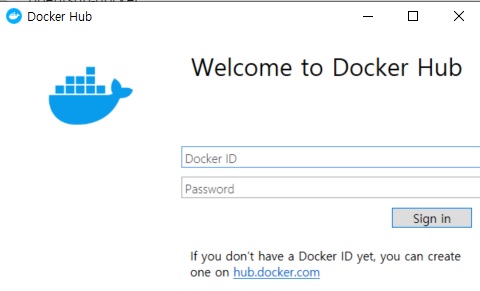 Docker Hub
Welcome to Docker Hub
Docker ID
Password
Sign in
If you don't have a Docker ID yet, you can create
one on hub.docker.com